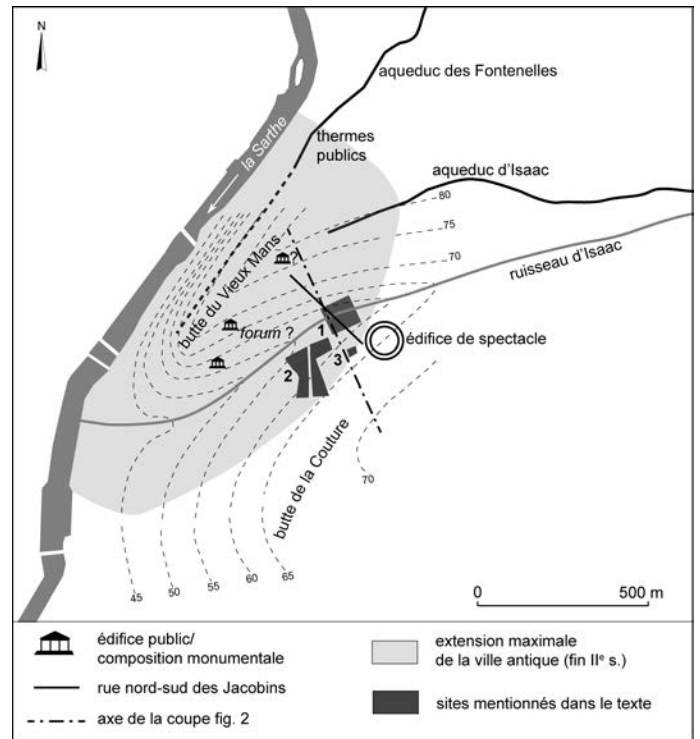 N
aqueduc des Fontenelles
thermes
publics
la Sarthe
aqueduc d'Isaac
80
75
70
ruisseau d'Isaac
butte du Vieux Mans
?
forum ?
édifice de spectacle
1
2
3
butte de la Couture
70
45
50
55
60
65
0
500 m
édifice public/
composition monumentale
rue nord-sud des Jacobins
axe de la coupe fig. 2
extension maximale
de la ville antique (fin IIe s.)
sites mentionnés dans le texte